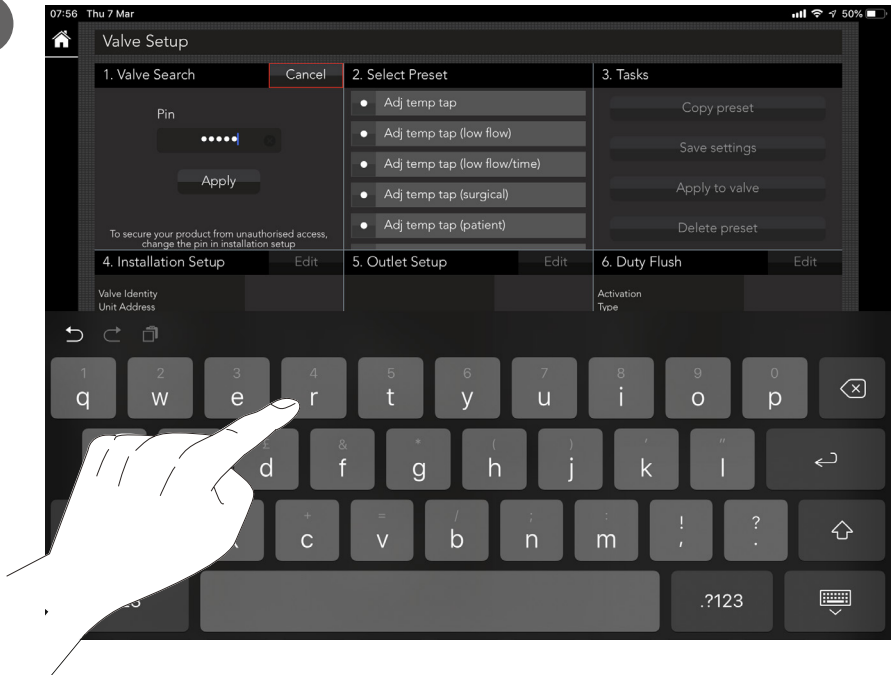 07:56 Thu 7 Mar 50%
Valve Setup
1. Valve Search Cancel 2. Select Preset 3. Tasks
Pin
•••••
Apply
To secure your product from unauthorised access,
change the pin in installation setup
Adj temp tap
Adj temp tap (low flow)
Adj temp tap (low flow/time)
Adj temp tap (surgical)
Adj temp tap (patient)
Copy preset
Save settings
Apply to valve
Delete preset
4. Installation Setup Edit 5. Outlet Setup Edit 6. Duty Flush Edit
Valve Identity
Unit Address
Activation
Type
1 2 3 4 5 6 7 8 9 0
q w e r t y u i o p
£ & * ( ) ' "
d f g h j k l
+ = / ; : ! ?
c v b n m , .
.?123